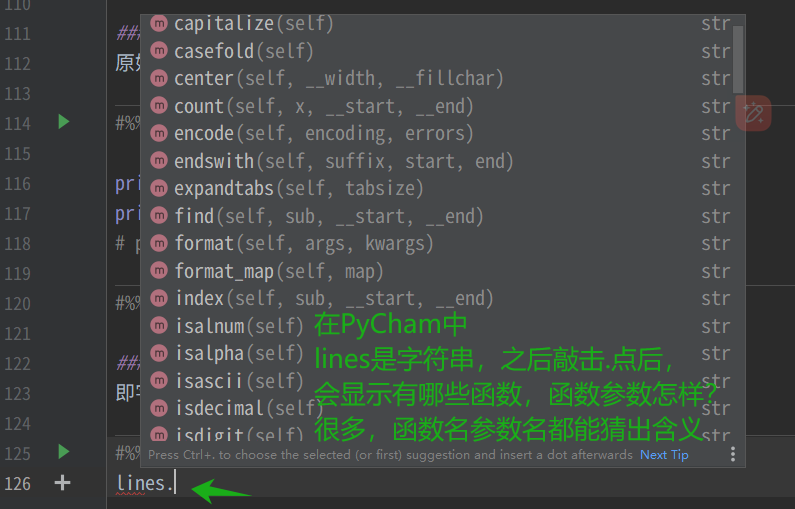 110
111 ###
capitalize(self) str
casefold(self) str
112 原始
center(self, __width, __fillchar) str
113
count(self, x, __start, __end) str
114 #%%
encode(self, encoding, errors) str
115
endswith(self, suffix, start, end) str
116 pri
expandtabs(self, tabsize) str
117 pri
find(self, sub, __start, __end) str
118 # p
format(self, args, kwargs) str
119
format_map(self, map) str
120 #%%
index(self, sub, __start, __end) str
121
isalnum(self) str
在PyCham中
122 ###
isalpha(self) str
lines是字符串，之后敲击.点后，
isascii(self) str
123 即字
isdecimal(self) str
会显示有哪些函数，函数参数怎样?
124
isdigit(self) str
很多，函数名参数名都能猜出含义
125 #%%
Press Ctrl+. to choose the selected (or first) suggestion and insert a dot afterwards Next Tip
126 lines.